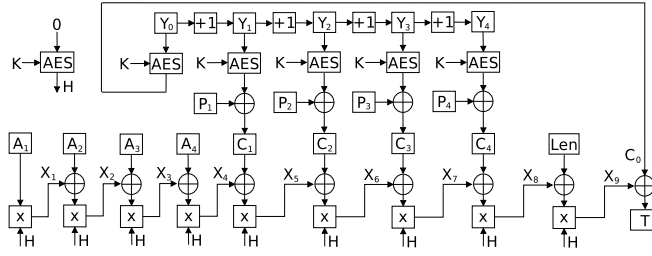 0 Y0 +1 Y1 +1 Y2 +1 Y3 +1 Y4
K AES K AES K AES K AES K AES K AES
H
P1 P2 P3 P4
A1 A2 A3 A4 C1 C2 C3 C4 Len C0
X1 X2 X3 X4 X5 X6 X7 X8 X9
x x x x x x x x x T
H H H H H H H H H